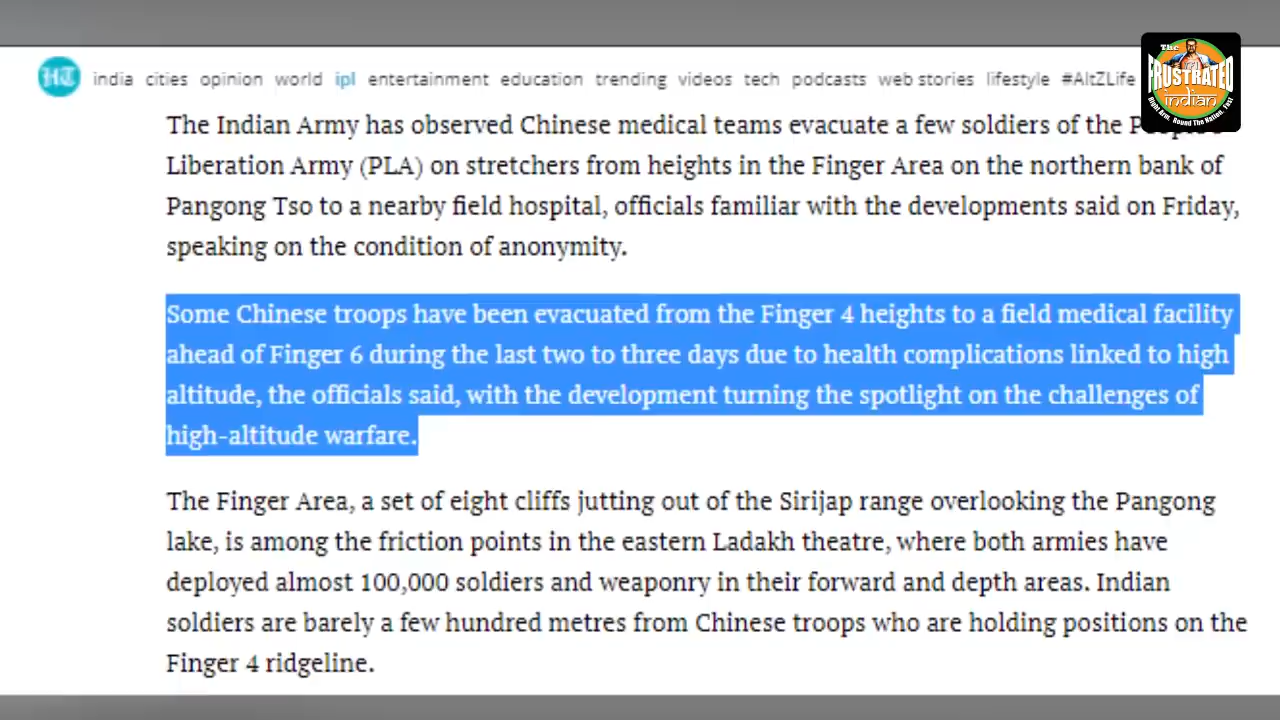 HT india cities opinion world ipl entertainment education trending videos tech podcasts web stories lifestyle #AltZLife
The FRUSTRATED indian
Right Arm. Round The Nation. Fast
The Indian Army has observed Chinese medical teams evacuate a few soldiers of the
Liberation Army (PLA) on stretchers from heights in the Finger Area on the northern bank of
Pangong Tso to a nearby field hospital, officials familiar with the developments said on Friday,
speaking on the condition of anonymity.
Some Chinese troops have been evacuated from the Finger 4 heights to a field medical facility
ahead of Finger 6 during the last two to three days due to health complications linked to high
altitude, the officials said, with the development turning the spotlight on the challenges of
high-altitude warfare.
The Finger Area, a set of eight cliffs jutting out of the Sirijap range overlooking the Pangong
lake, is among the friction points in the eastern Ladakh theatre, where both armies have
deployed almost 100,000 soldiers and weaponry in their forward and depth areas. Indian
soldiers are barely a few hundred metres from Chinese troops who are holding positions on the
Finger 4 ridgeline.